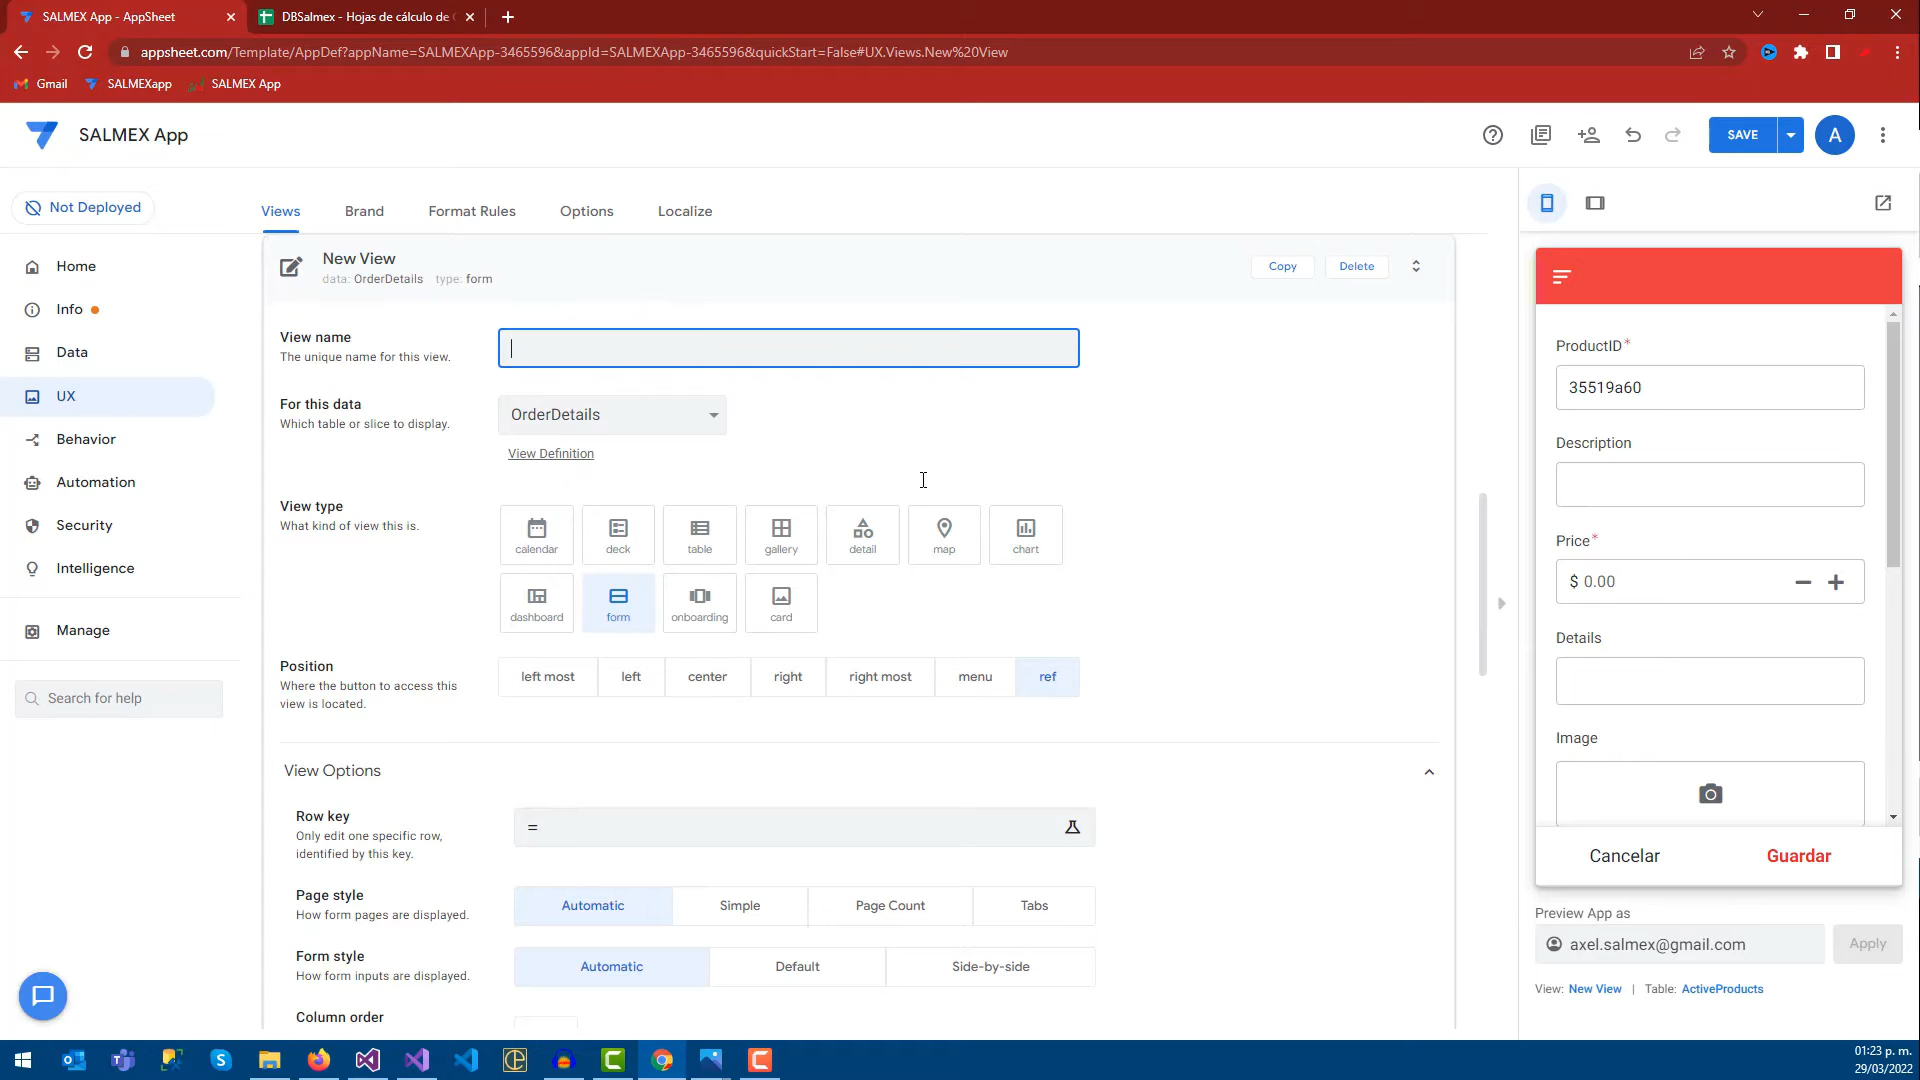 SALMEX App - AppSheet
DBSalmex - Hojas de cálculo de
appsheet.com/Template/AppDef?appName=SALMEXApp-3465596&appId=SALMEXApp-3465596&quickStart=False#UX.Views.New%20View
Gmail
SALMEXapp
SALMEX App
SALMEX App
SAVE
A
Not Deployed
Views
Brand
Format Rules
Options
Localize
Home
Info
Data
UX
Behavior
Automation
Security
Intelligence
Manage
Search for help
New View
data: OrderDetails type: form
Copy
Delete
View name
The unique name for this view.
For this data
Which table or slice to display.
OrderDetails
View Definition
View type
What kind of view this is.
calendar
deck
table
gallery
detail
map
chart
dashboard
form
onboarding
card
Position
Where the button to access this
view is located.
left most
left
center
right
right most
menu
ref
View Options
Row key
Only edit one specific row,
identified by this key.
=
Page style
How form pages are displayed.
Automatic
Simple
Page Count
Tabs
Form style
How form inputs are displayed.
Automatic
Default
Side-by-side
Column order
ProductID*
35519a60
Description
Price*
$ 0.00
Details
Image
Cancelar
Guardar
Preview App as
axel.salmex@gmail.com
Apply
View: New View | Table: ActiveProducts
01:23 p. m.
29/03/2022